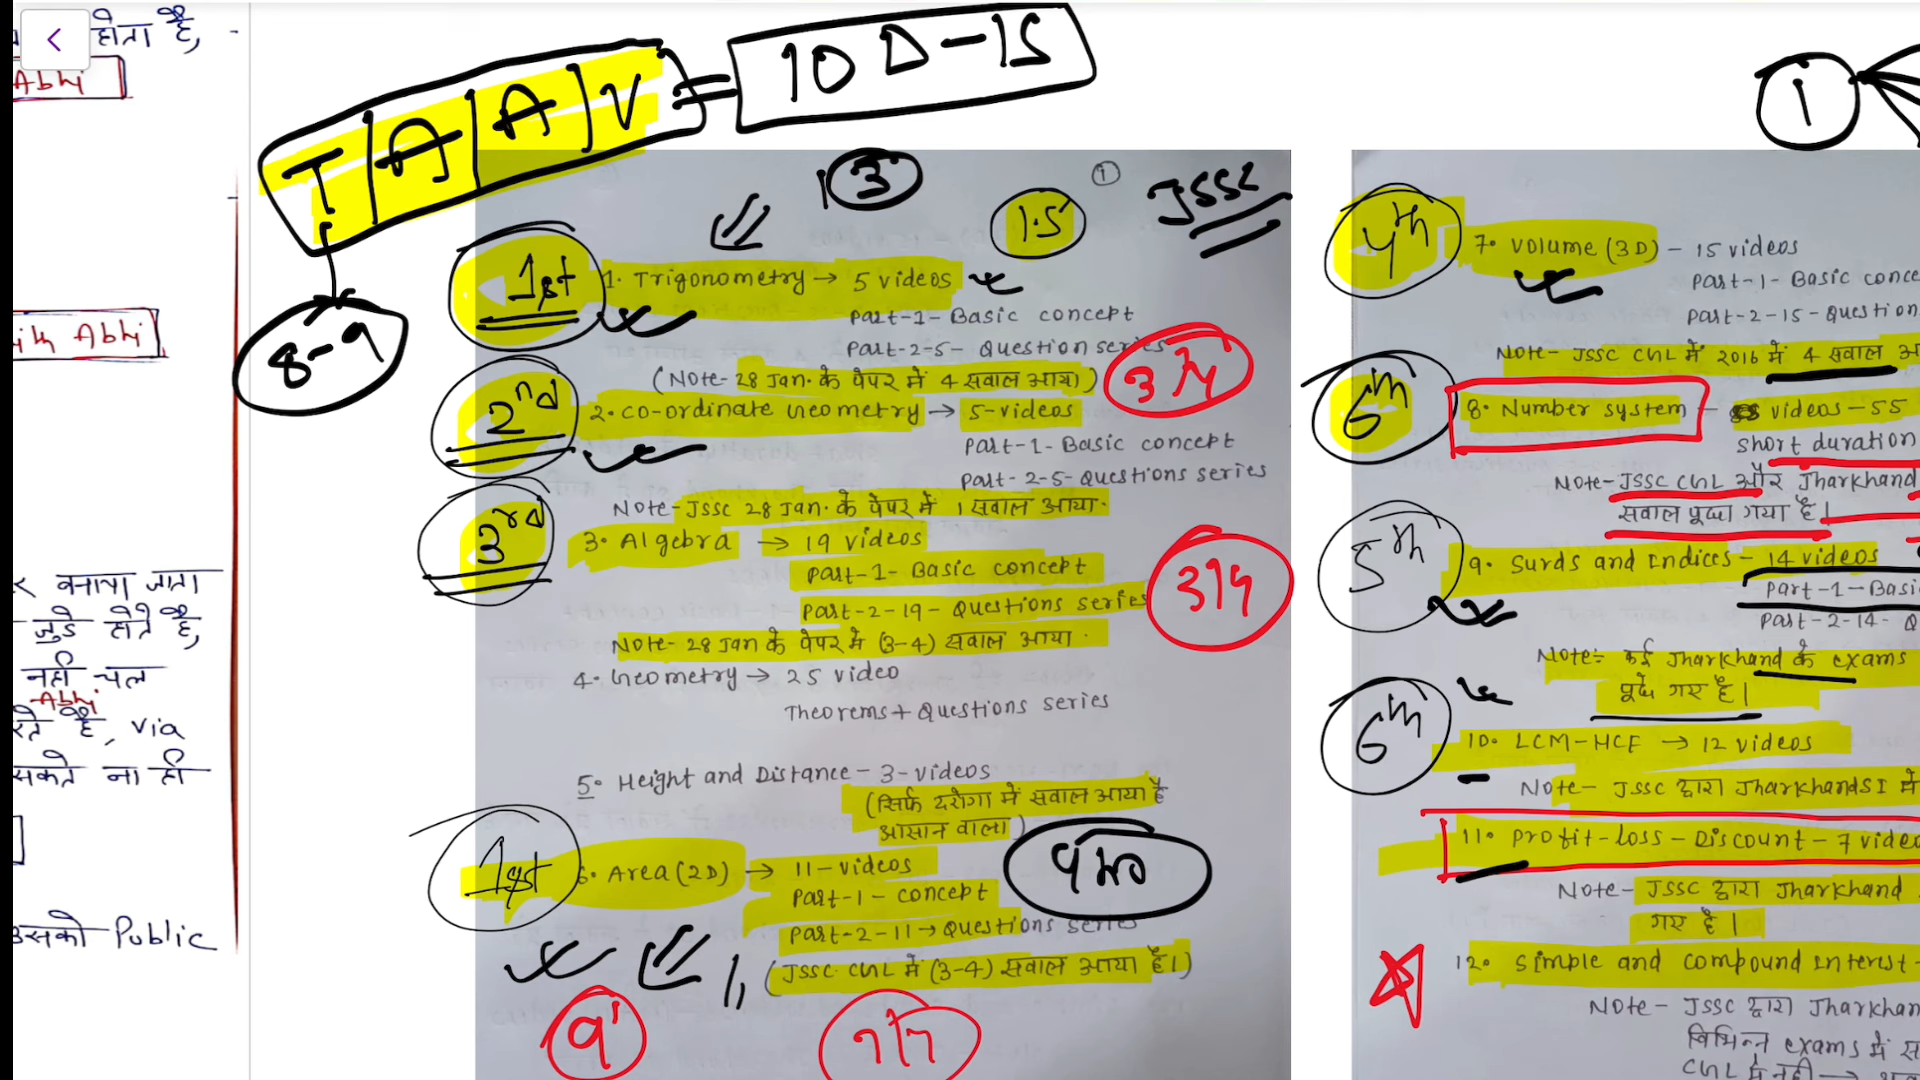 होता है,
Abhi
ith Abhi
र बनाया जाता
जुडे होते है,
नही चल
Abhi
रते है, via
सकते ना ही
उसको Public
T|A|A|V = 10 D-15
8-9
3
1.5
1
JSSC
1st 1. Trigonometry → 5 videos
Part-1- Basic concept
Part-2-5- Question series
(Note- 28 Jan. के पेपर में 4 सवाल आया)
3/4
2nd 2. co-ordinate Geometry → 5-videos
Part-1- Basic concept
Part-2-5-Questions series
Note-JSSC 28 Jan. के पेपर में 1 सवाल आया.
3rd 3. Algebra → 19 videos
Part-1- Basic concept
Part-2-19- Questions series
Note- 28 Jan के पेपर में (3-4) सवाल आया.
3/4
4. Geometry → 25 video
Theorems + Questions series
5. Height and Distance - 3-videos
(सिर्फ दरोगा में सवाल आया है
आसान वाला)
1st 6. Area(2D) → 11-videos
Part-1- concept
Part-2-11→Questions series
(JSSC CGL में (3-4) सवाल आया है।)
1
4th 7. Volume (3D) - 15 videos
Part-1- Basic conce
Part-2-15-Question
Note- JSSC CGL में 2016 में 4 सवाल आ
6th 8. Number system - videos-55
short duration
Note-JSSC CGL और Jharkhand
सवाल पूछा गया है।
5th 9. Surds and Indices - 14 videos
Part-1-Basi
Part-2-14- Q
Note:- कई Jharkhand के exams
पूछे गए है।
6th 10. LCM-HCF → 12 videos
Note- JSSC द्वारा JharkhandSI में
11. Profit-Loss-Discount-7 video
Note- JSSC द्वारा Jharkhand
गए है।
12. Simple and compound Interest-
Note- JSSC द्वारा Jharkhan
विभिन्न exams में स
CGL में नही →